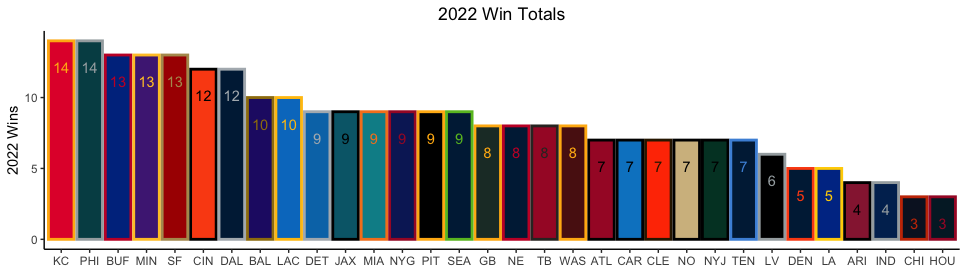 2022 Win Totals
2022 Wins
10
5
0
14 14 13 13 13 12 12 10 10 9 9 9 9 9 9 8 8 8 8 7 7 7 7 7 7 6 5 5 4 4 3 3
KC PHI BUF MIN SF CIN DAL BAL LAC DET JAX MIA NYG PIT SEA GB NE TB WAS ATL CAR CLE NO NYJ TEN LV DEN LA ARI IND CHI HOU